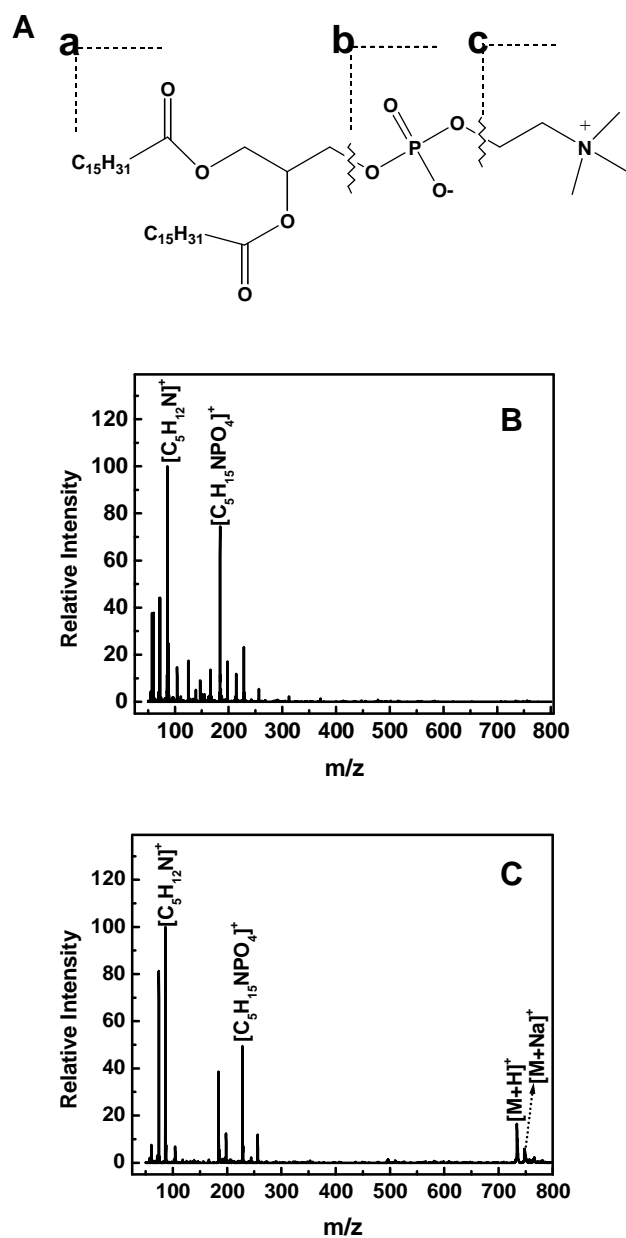 A
a b c
O
O
C₁₅H₃₁ O O P O N +
O-
C₁₅H₃₁ O
O
B
[C₅H₁₂N]⁺
[C₅H₁₅NPO₄]⁺
Relative Intensity
120
100
80
60
40
20
0
100 200 300 400 500 600 700 800
m/z
C
[C₅H₁₂N]⁺
[C₅H₁₅NPO₄]⁺
[M+H]⁺
[M+Na]⁺
Relative Intensity
120
100
80
60
40
20
0
100 200 300 400 500 600 700 800
m/z